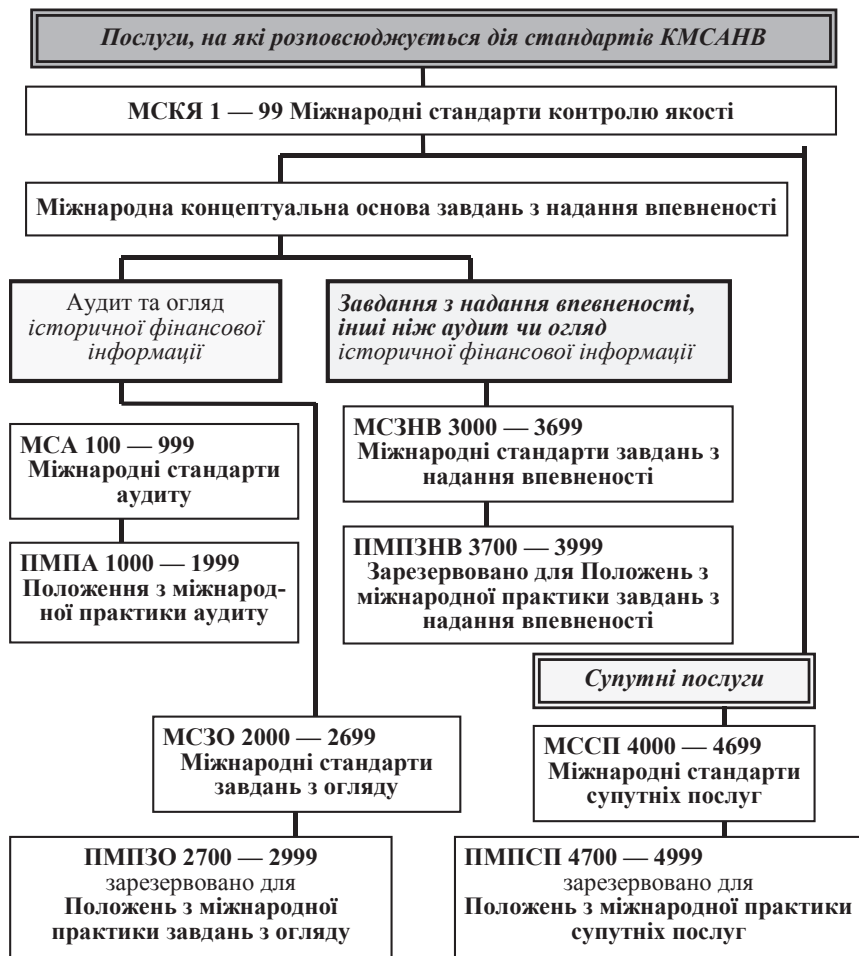 Послуги, на які розповсюджується дія стандартів КМСАНВ
МСКЯ 1 — 99 Міжнародні стандарти контролю якості
Міжнародна концептуальна основа завдань з надання впевненості
Аудит та огляд
історичної фінансової
інформації
Завдання з надання впевненості,
інші ніж аудит чи огляд
історичної фінансової інформації
МСА 100 — 999
Міжнародні стандарти
аудиту
ПМПА 1000 — 1999
Положення з міжнарод-
ної практики аудиту
МСЗНВ 3000 — 3699
Міжнародні стандарти завдань з
надання впевненості
ПМПЗНВ 3700 — 3999
Зарезервовано для Положень з
міжнародної практики завдань з
надання впевненості
Супутні послуги
МСЗО 2000 — 2699
Міжнародні стандарти
завдань з огляду
МССП 4000 — 4699
Міжнародні стандарти
супутніх послуг
ПМПЗО 2700 — 2999
зарезервовано для
Положень з міжнародної
практики завдань з огляду
ПМПСП 4700 — 4999
зарезервовано для
Положень з міжнародної практики
супутніх послуг